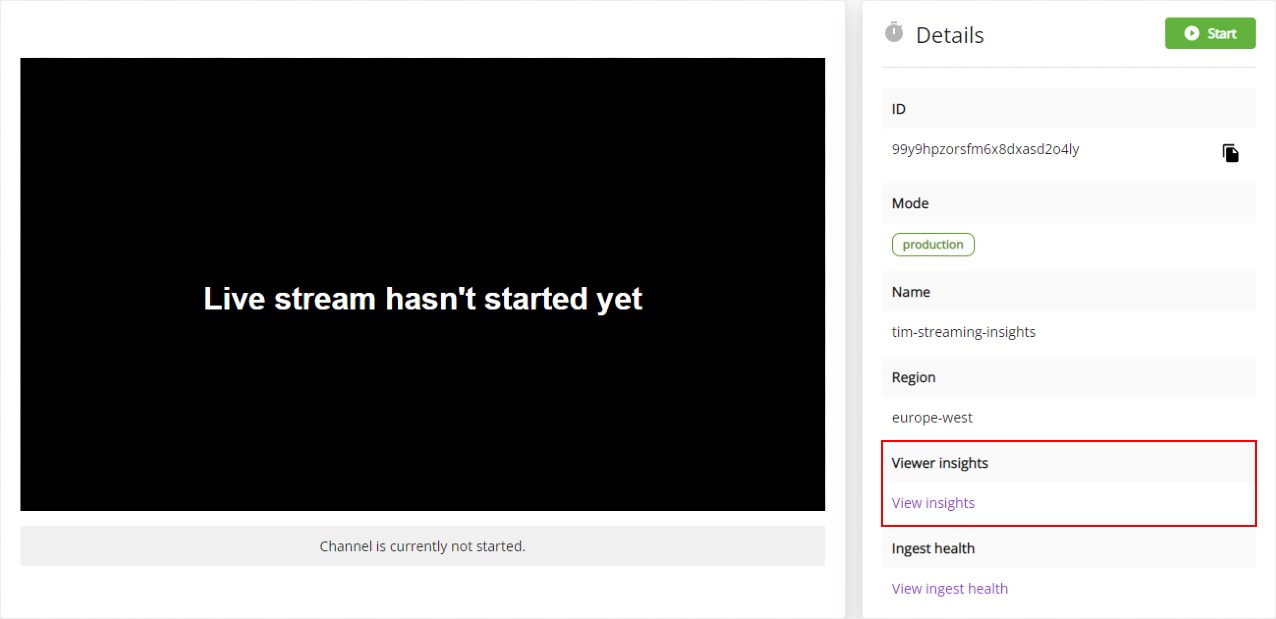 Live stream hasn't started yet
Channel is currently not started.
Details
Start
ID
99y9hpzorsfm6x8dxasd2o4ly
Mode
production
Name
tim-streaming-insights
Region
europe-west
Viewer insights
View insights
Ingest health
View ingest health